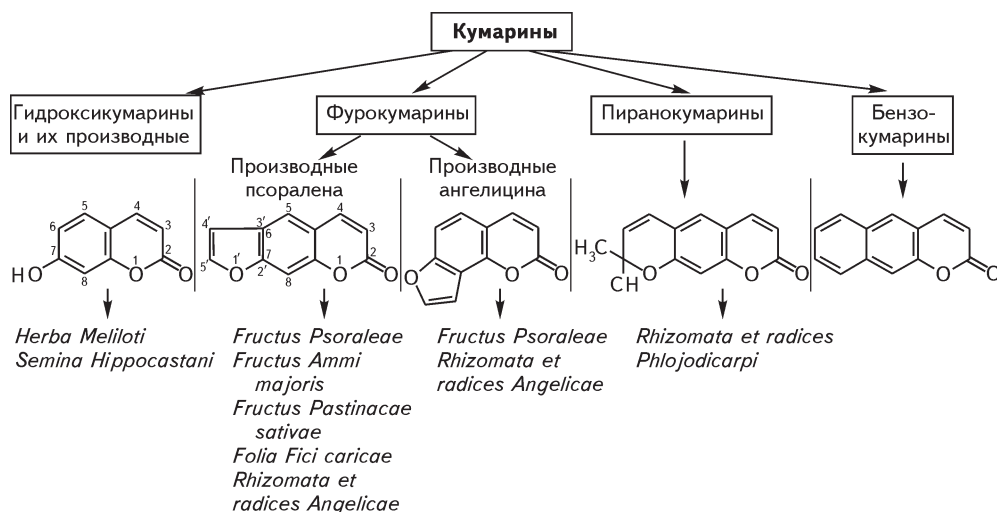 Кумарины
Гидроксикумарины
и их производные
Фурокумарины
Пиранокумарины
Бензо-
кумарины
Производные
псоралена
Производные
ангелицина
5
4
6
3
7
2
HO
8
1
O
O
4′
3′
5
4
6
3
5′
1′
7
2
O
2′
8
1
O
O
O
O
O
H₃C
CH
O
O
O
O
O
Herba Meliloti
Semina Hippocastani
Fructus Psoraleae
Fructus Ammi
majoris
Fructus Pastinacae
sativae
Folia Fici caricae
Rhizomata et
radices Angelicae
Fructus Psoraleae
Rhizomata et
radices Angelicae
Rhizomata et radices
Phlojodicarpi